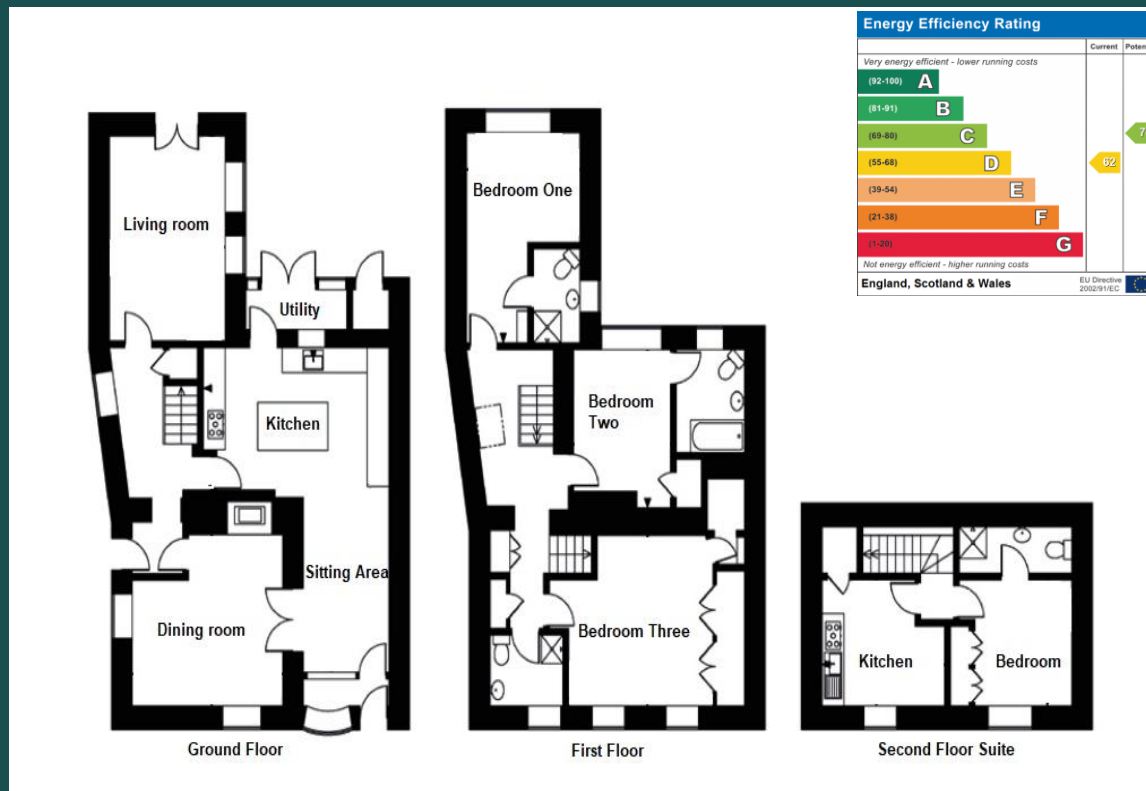 Energy Efficiency Rating
Current
Very energy efficient - lower running costs
(92-100) A
(81-91) B
(69-80) C
(55-68) D
62
(39-54) E
(21-38) F
(1-20) G
Not energy efficient - higher running costs
England, Scotland & Wales
EU Directive
2002/91/EC
Living room
Utility
Kitchen
Sitting Area
Dining room
Ground Floor
Bedroom One
Bedroom
Two
Bedroom Three
First Floor
Kitchen
Bedroom
Second Floor Suite